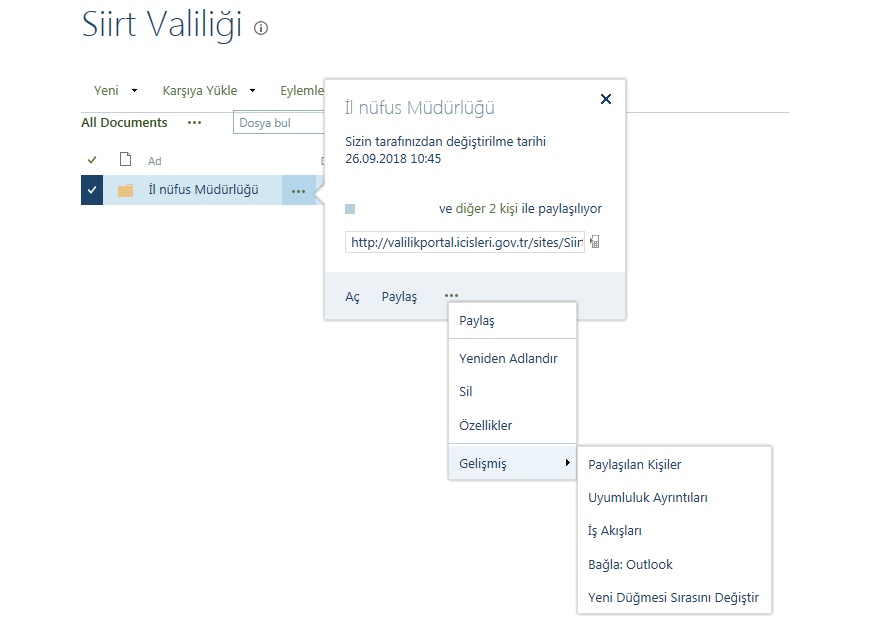 Siirt Valiliği
Yeni Karşıya Yükle Eylemle
All Documents ••• Dosya bul
Ad
İl nüfus Müdürlüğü •••
İl nüfus Müdürlüğü
Sizin tarafınızdan değiştirilme tarihi
26.09.2018 10:45
ve diğer 2 kişi ile paylaşılıyor
http://valilikportal.icisleri.gov.tr/sites/Siirt
Aç Paylaş •••
Paylaş
Yeniden Adlandır
Sil
Özellikler
Gelişmiş
Paylaşılan Kişiler
Uyumluluk Ayrıntıları
İş Akışları
Bağla: Outlook
Yeni Düğmesi Sırasını Değiştir